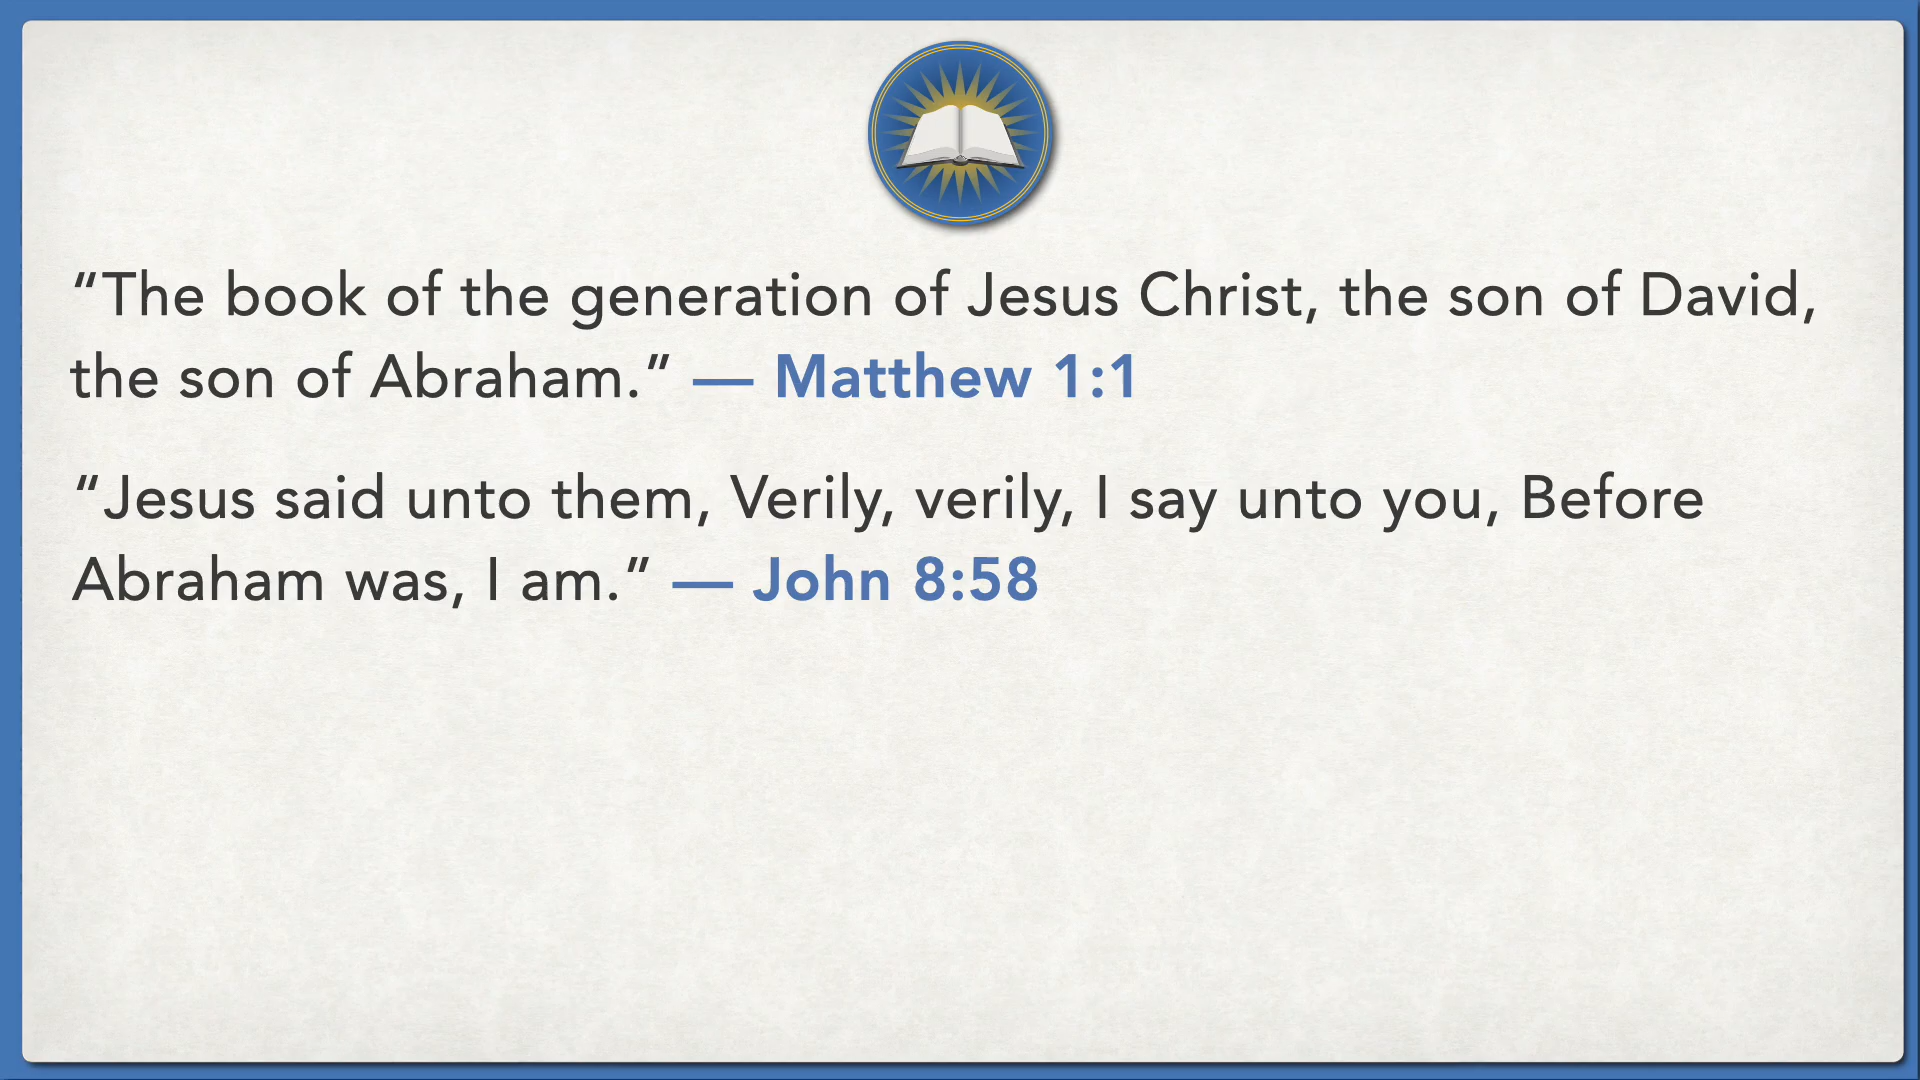 “The book of the generation of Jesus Christ, the son of David,
the son of Abraham.” — Matthew 1:1
“Jesus said unto them, Verily, verily, I say unto you, Before
Abraham was, I am.” — John 8:58